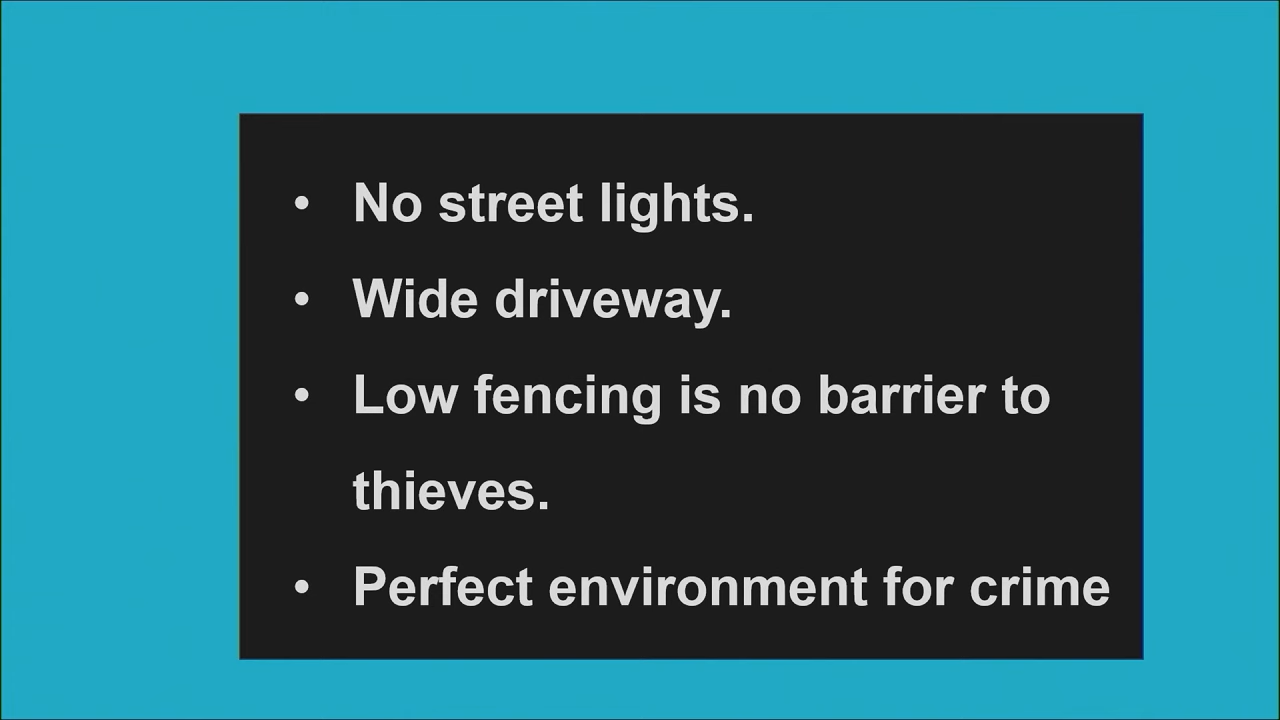 • No street lights.
• Wide driveway.
• Low fencing is no barrier to
thieves.
• Perfect environment for crime